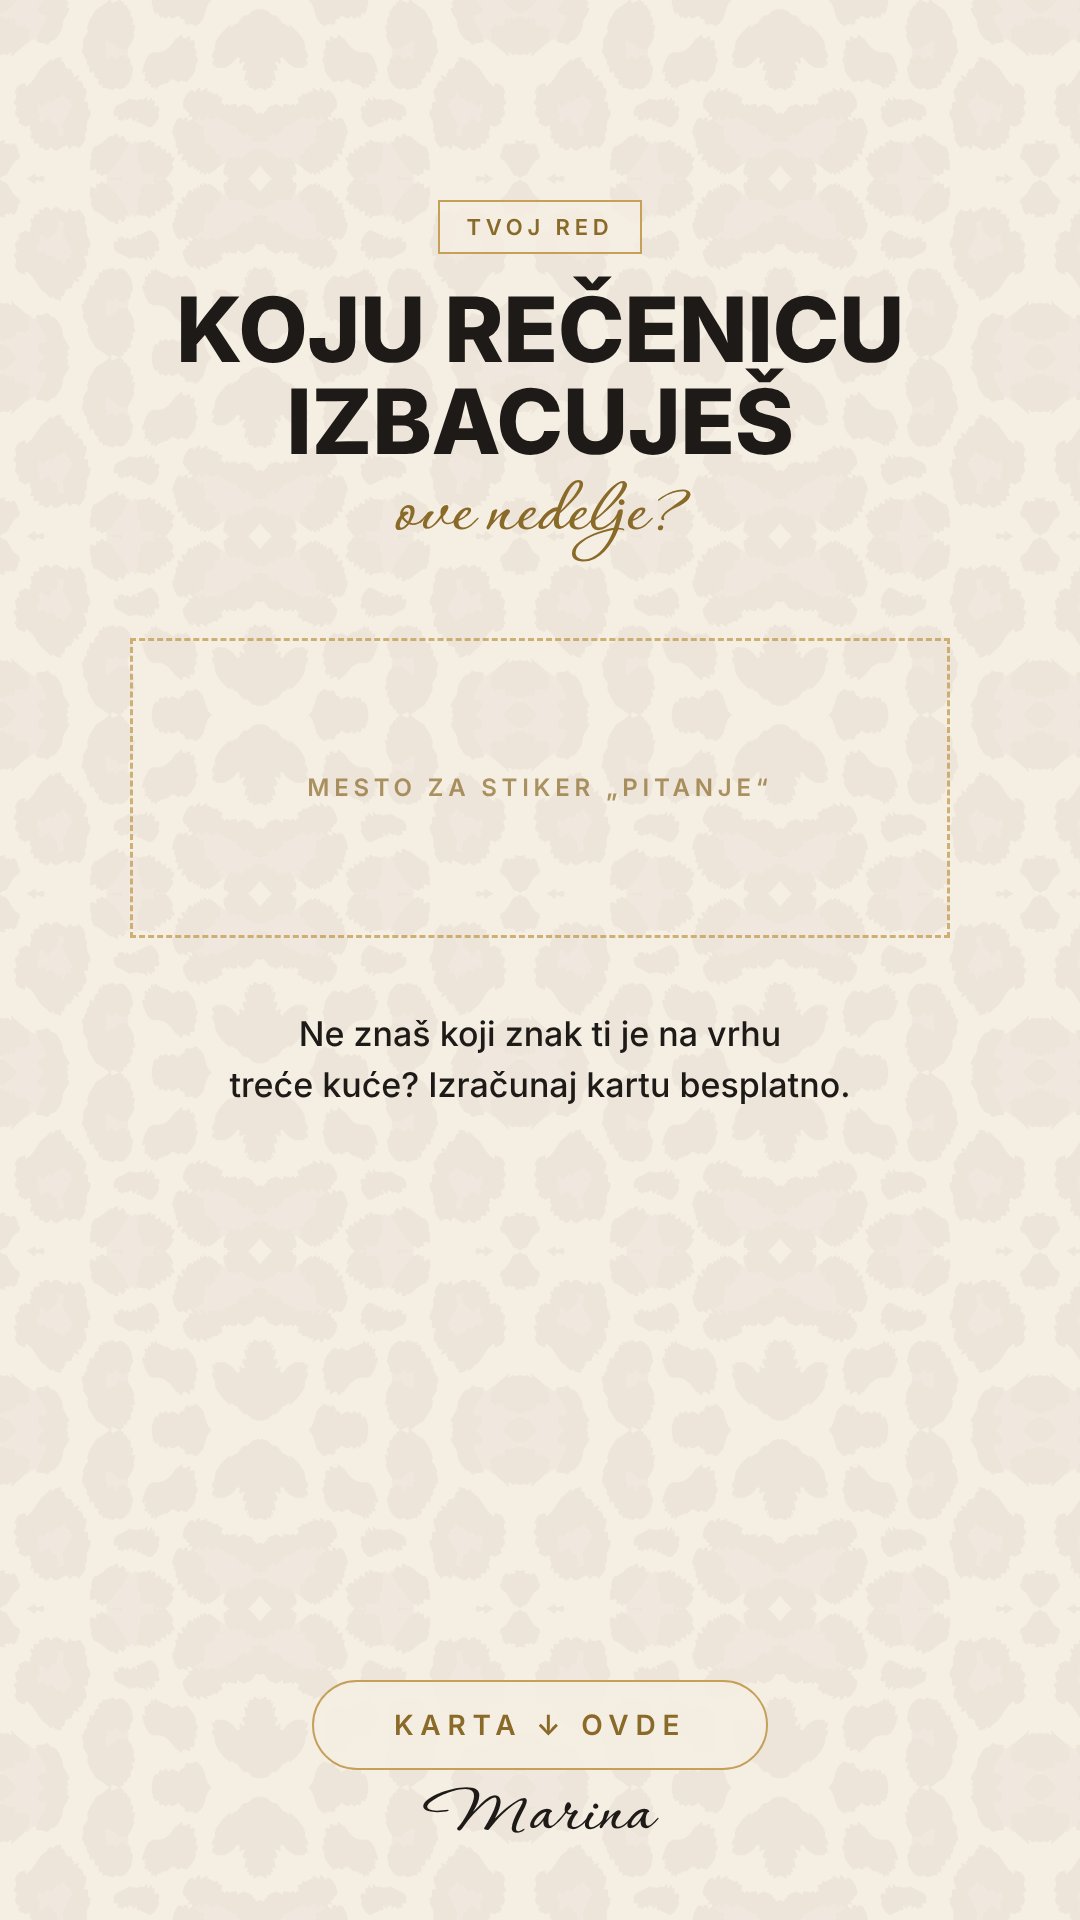 TVOJ RED
KOJU REČENICU
IZBACUJEŠ
ove nedelje?
MESTO ZA STIKER „PITANJE“
Ne znaš koji znak ti je na vrhu
treće kuće? Izračunaj kartu besplatno.
KARTA ↓ OVDE
Marina